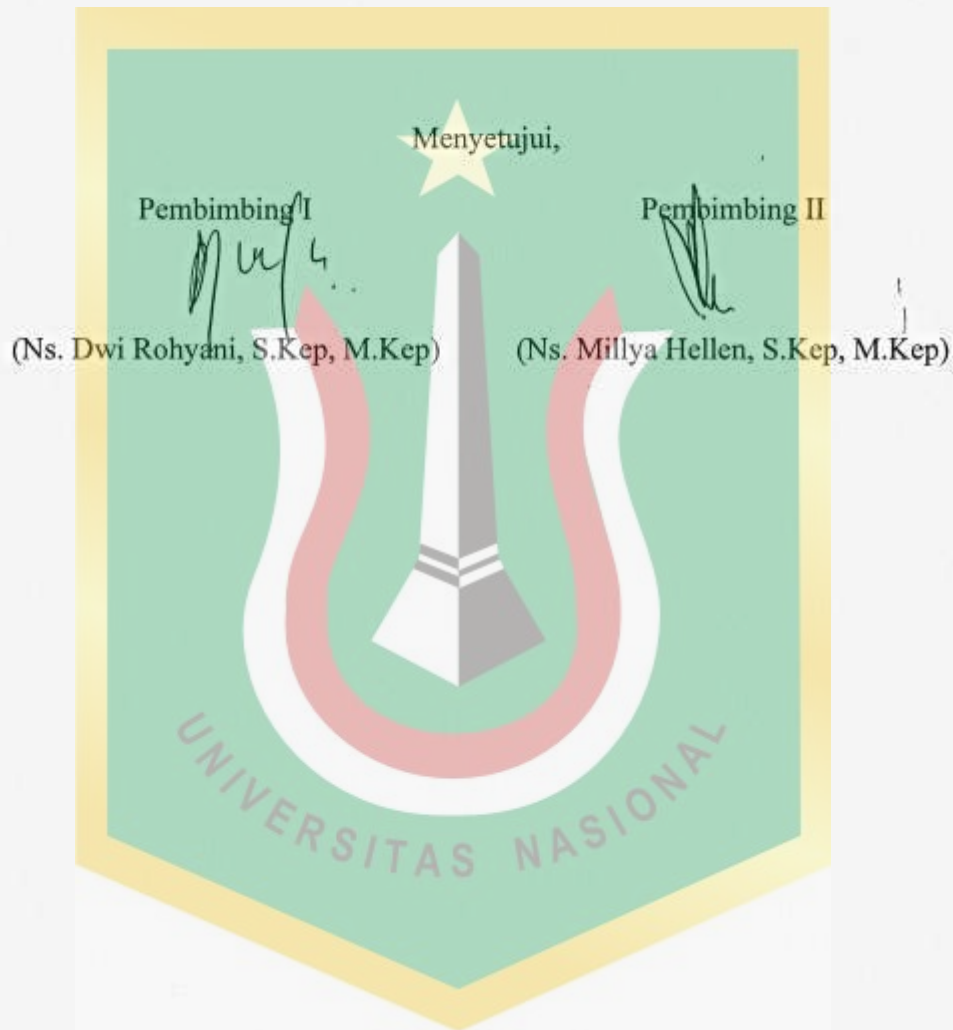 Menyetujui,
Pembimbing I Pembimbing II
(Ns. Dwi Rohyani, S.Kep, M.Kep) (Ns. Millya Hellen, S.Kep, M.Kep)
UNIVERSITAS NASIONAL